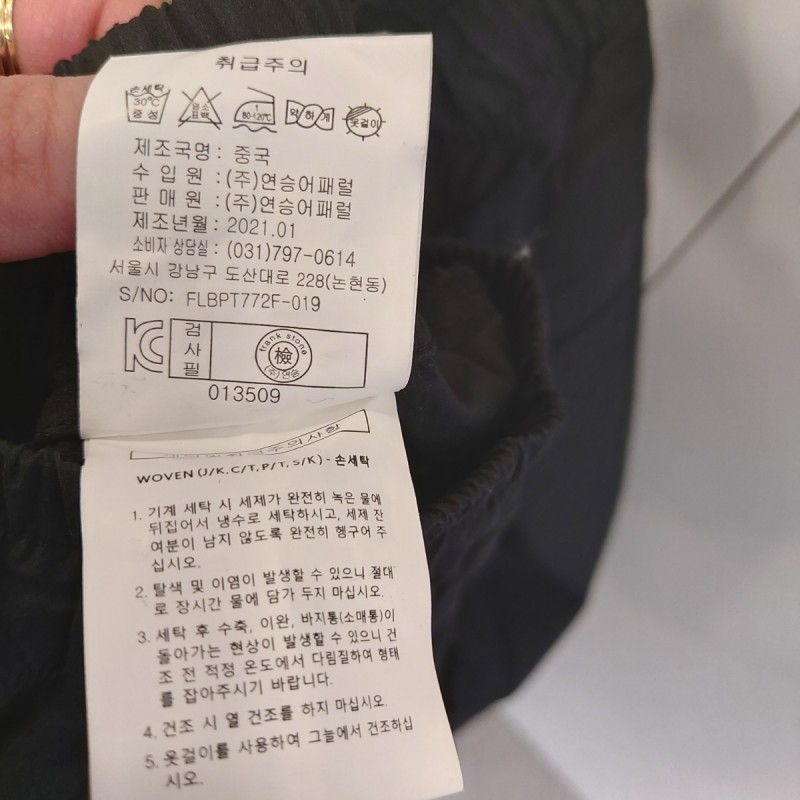 취급주의
손세탁
30℃
중성
염소
표백
1
80-120℃
약하게
옷걸이
제조국명 : 중국
수 입 원 : (주)연승어패럴
판 매 원 : (주)연승어패럴
제조년월 : 2021.01
소비자 상담실 : (031)797-0614
서울시 강남구 도산대로 228(논현동)
S/NO: FLBPT772F-019
검
사
필
frank stone
檢
(주)연승
013509
주의사항
WOVEN (J/K,C/T,P/T,S/K) - 손세탁
1. 기계 세탁 시 세제가 완전히 녹은 물에
뒤집어서 냉수로 세탁하시고, 세제 잔
여분이 남지 않도록 완전히 헹구어 주
십시오.
2. 탈색 및 이염이 발생할 수 있으니 절대
로 장시간 물에 담가 두지 마십시오.
3. 세탁 후 수축, 이완, 바지통(소매통)이
돌아가는 현상이 발생할 수 있으니 건
조 전 적정 온도에서 다림질하여 형태
를 잡아주시기 바랍니다.
4. 건조 시 열 건조를 하지 마십시오.
5. 옷걸이를 사용하여 그늘에서 건조하십
시오.